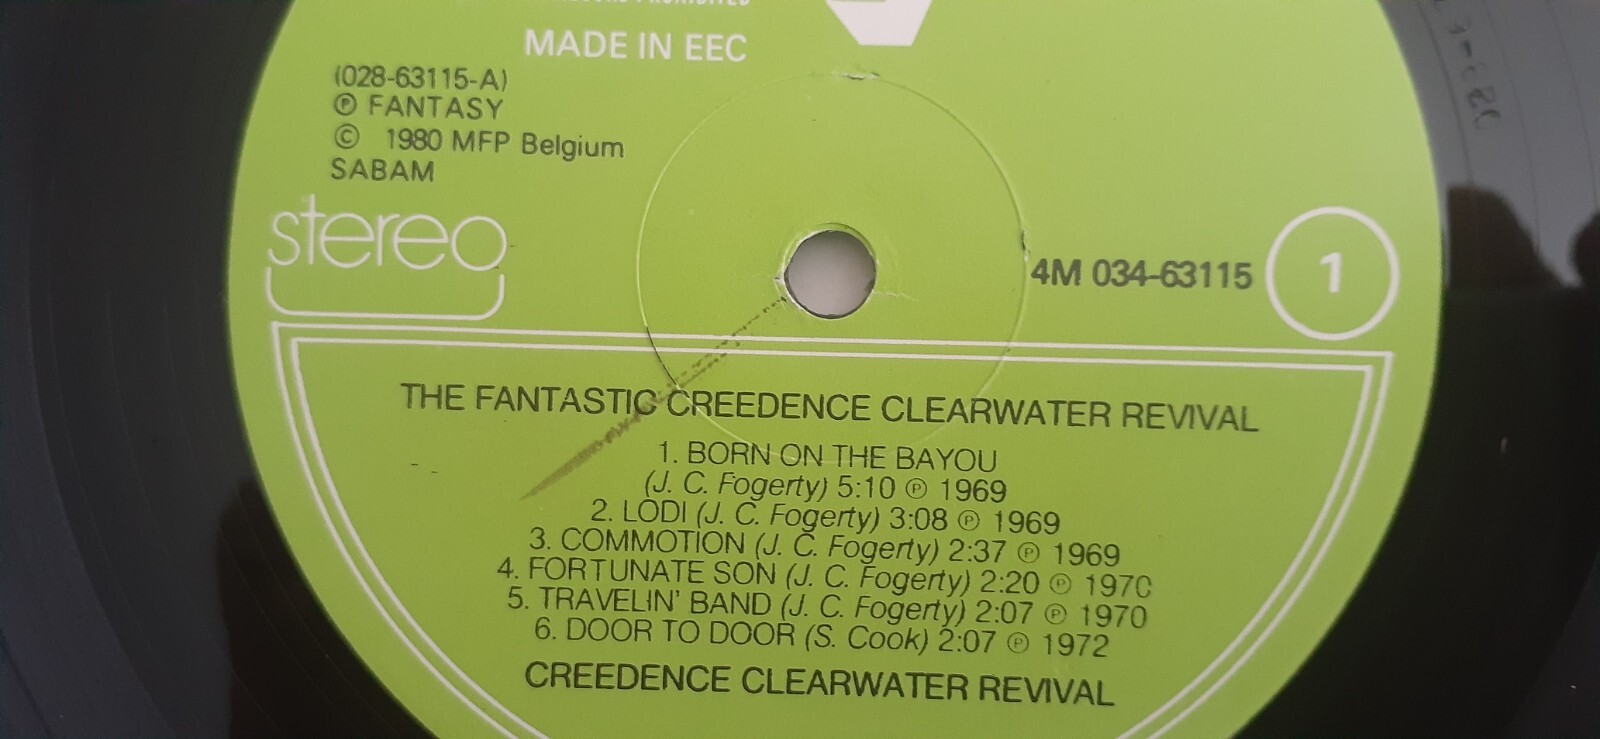 PROHIBITED
MADE IN EEC
(028-63115-A)
Ⓟ FANTASY
© 1980 MFP Belgium
SABAM
stereo
4M 034-63115
1
THE FANTASTIC CREEDENCE CLEARWATER REVIVAL
1. BORN ON THE BAYOU
(J. C. Fogerty) 5:10 Ⓟ 1969
2. LODI (J. C. Fogerty) 3:08 Ⓟ 1969
3. COMMOTION (J. C. Fogerty) 2:37 Ⓟ 1969
4. FORTUNATE SON (J. C. Fogerty) 2:20 Ⓟ 1970
5. TRAVELIN' BAND (J. C. Fogerty) 2:07 Ⓟ 1970
6. DOOR TO DOOR (S. Cook) 2:07 Ⓟ 1972
CREEDENCE CLEARWATER REVIVAL